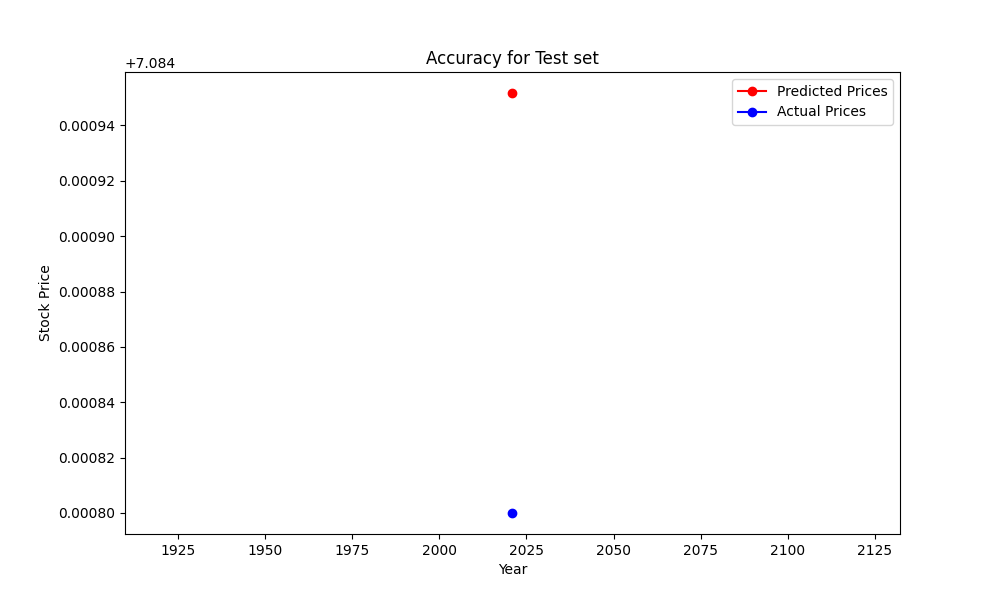 Accuracy for Test set
+7.084
Predicted Prices
Actual Prices
0.00094
0.00092
0.00090
0.00088
0.00086
0.00084
0.00082
0.00080
Stock Price
1925 1950 1975 2000 2025 2050 2075 2100 2125
Year